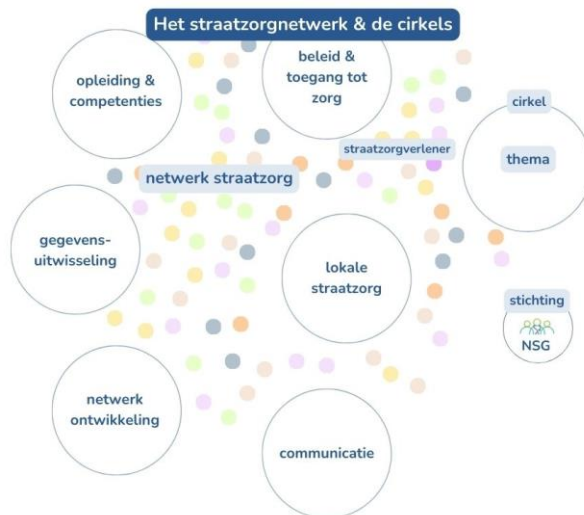 Het straatzorgnetwerk & de cirkels
opleiding &
competenties
beleid &
toegang tot
zorg
cirkel
thema
straatzorgverlener
netwerk straatzorg
gegevens-
uitwisseling
lokale
straatzorg
stichting
NSG
netwerk
ontwikkeling
communicatie